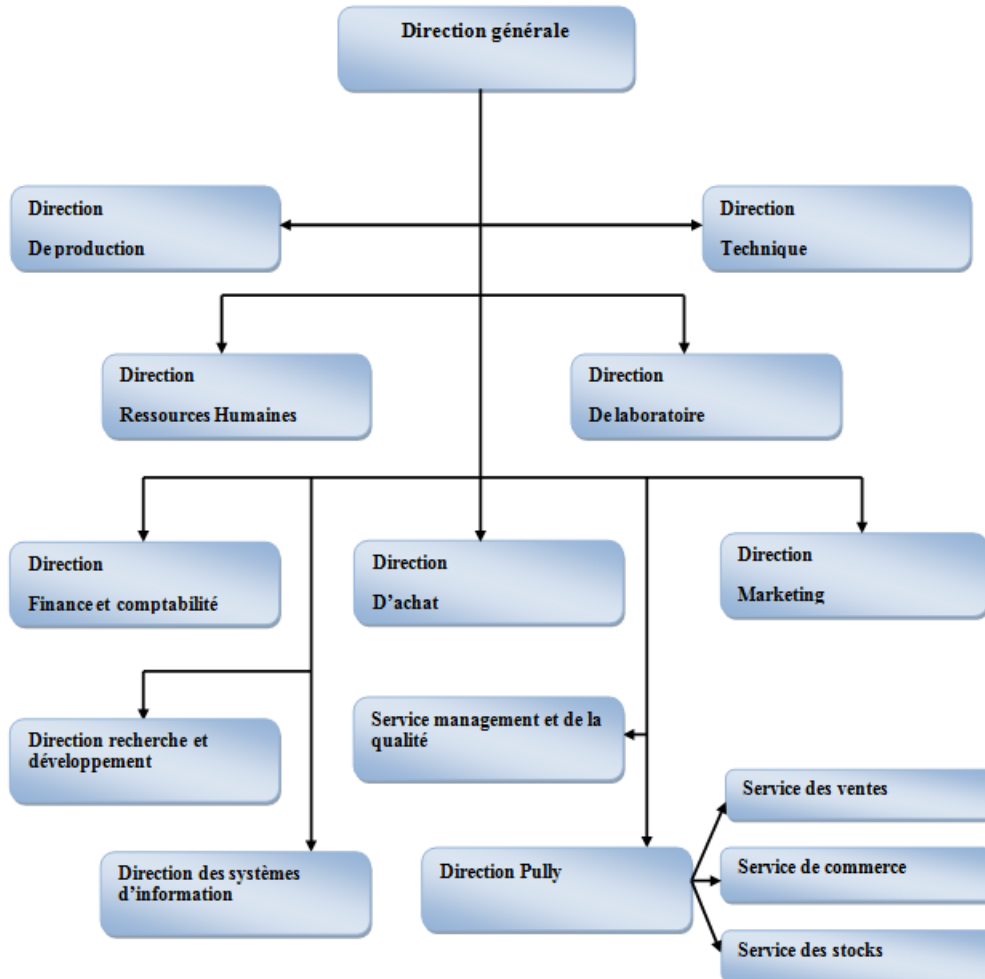 Direction générale
Direction
De production
Direction
Technique
Direction
Ressources Humaines
Direction
De laboratoire
Direction
Finance et comptabilité
Direction
D'achat
Direction
Marketing
Direction recherche et
développement
Service management et de la
qualité
Service des ventes
Direction des systèmes
d'information
Direction Pully
Service de commerce
Service des stocks